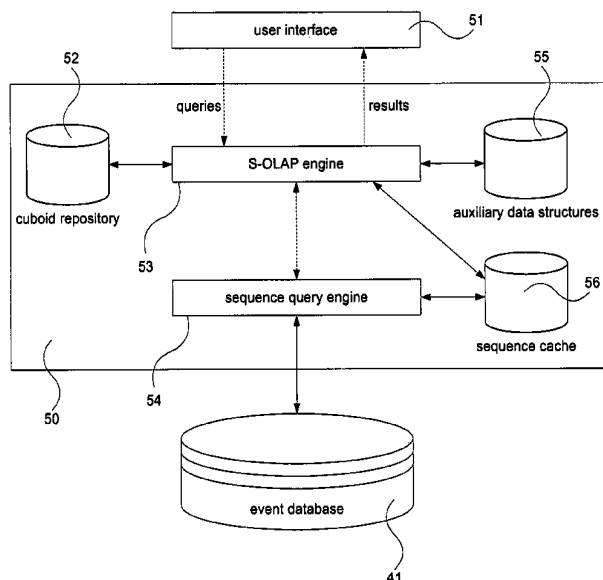 51
user interface
52
55
queries
results
S-OLAP engine
cuboid repository
auxiliary data structures
53
56
sequence query engine
sequence cache
50
54
event database
41